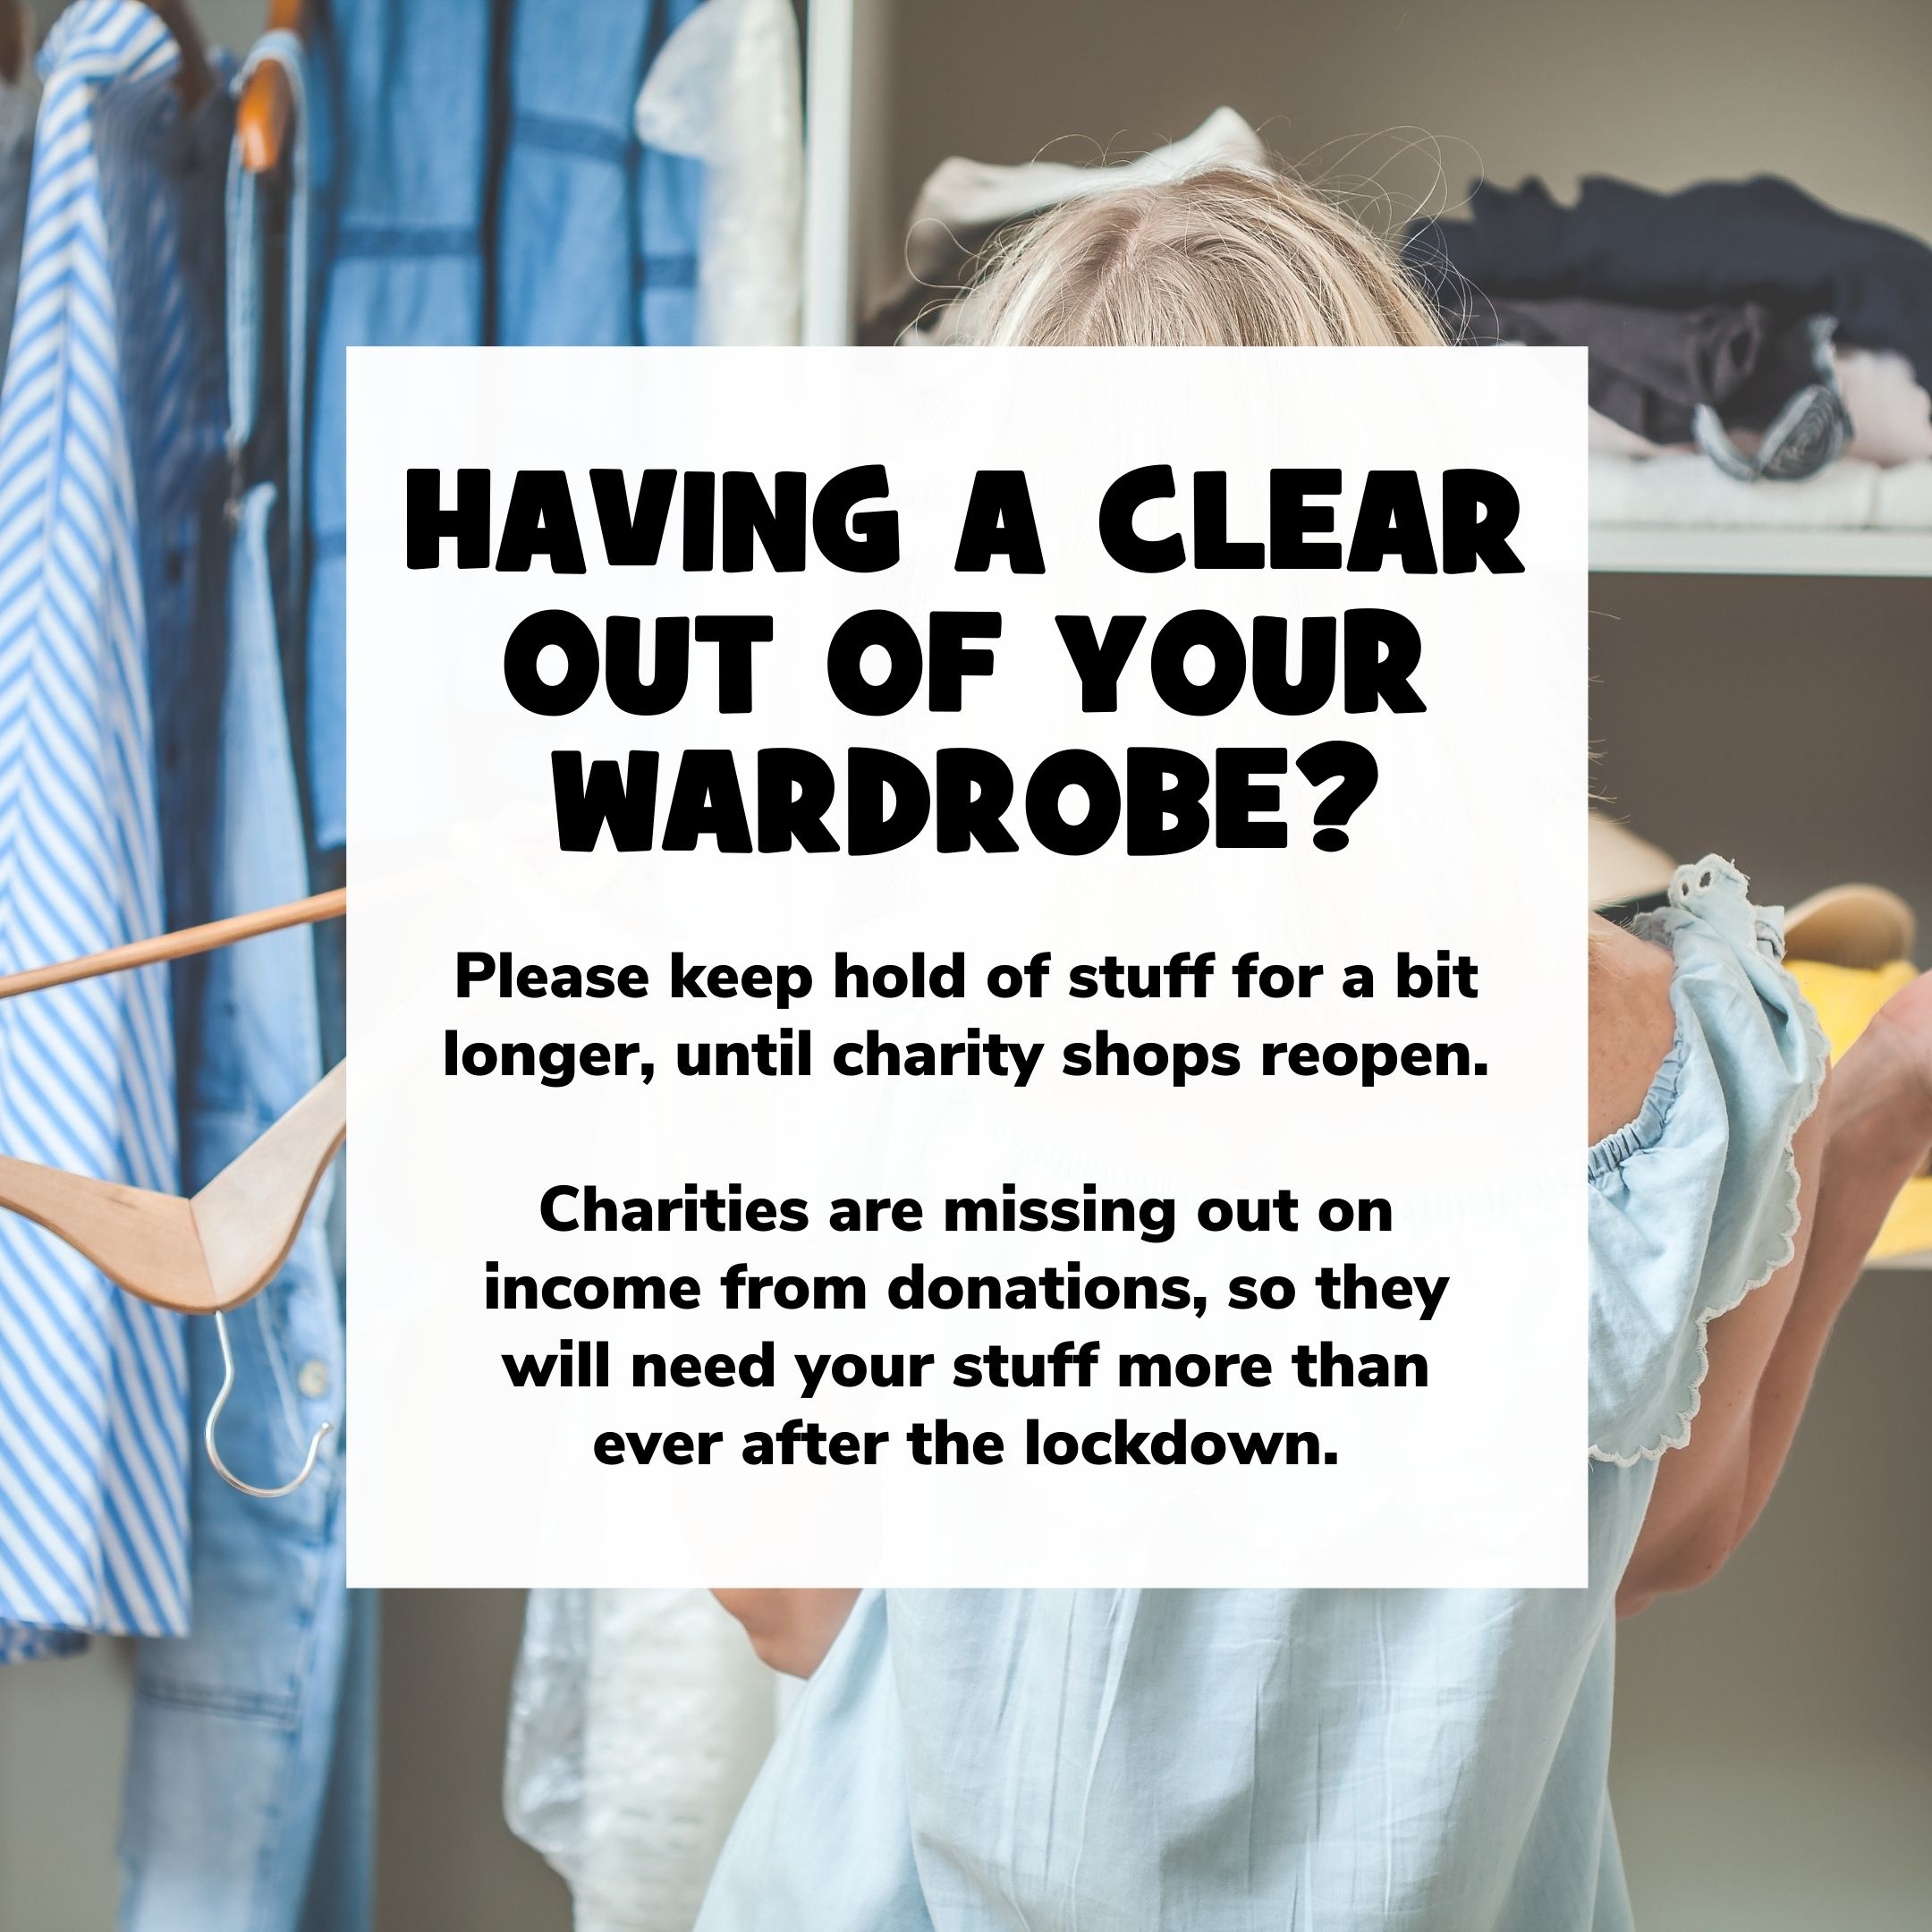 HAVING A CLEAR
OUT OF YOUR
WARDROBE?
Please keep hold of stuff for a bit
longer, until charity shops reopen.
Charities are missing out on
income from donations, so they
will need your stuff more than
ever after the lockdown.